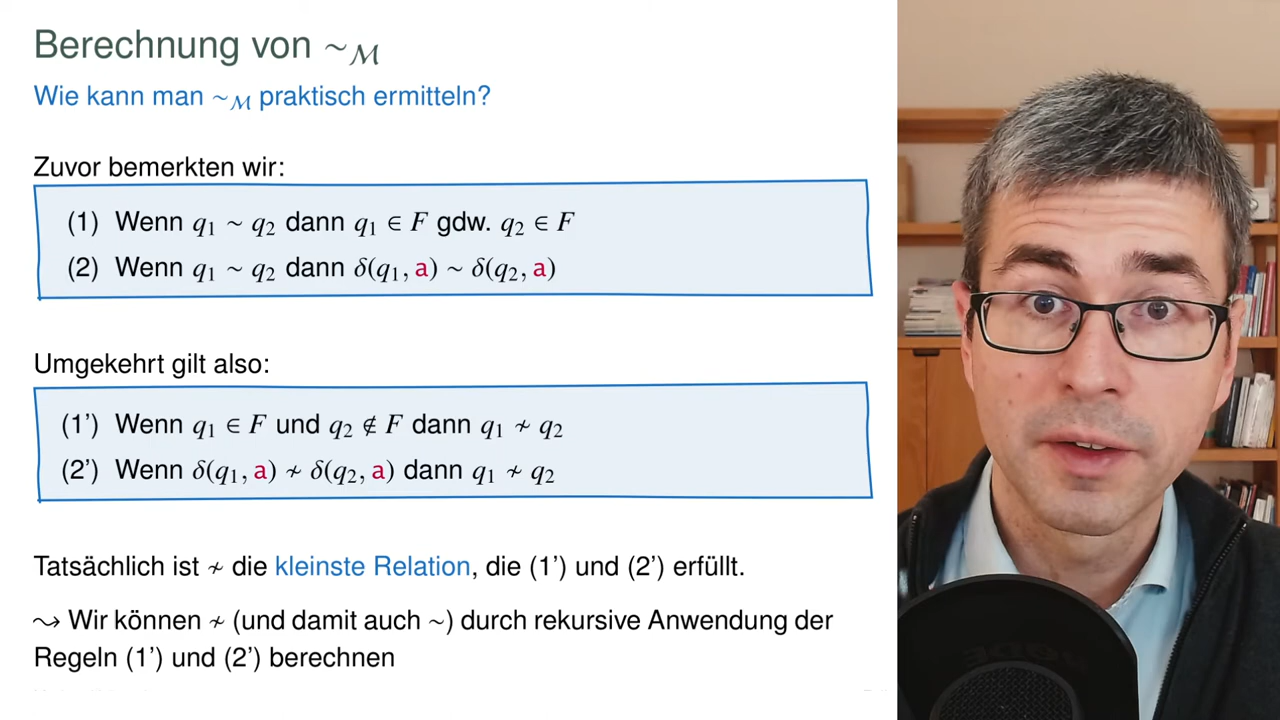 Berechnung von ∼ℳ
Wie kann man ∼ℳ praktisch ermitteln?
Zuvor bemerkten wir:
(1) Wenn q₁ ∼ q₂ dann q₁ ∈ F gdw. q₂ ∈ F
(2) Wenn q₁ ∼ q₂ dann δ(q₁, a) ∼ δ(q₂, a)
Umgekehrt gilt also:
(1’) Wenn q₁ ∈ F und q₂ ∉ F dann q₁ ≁ q₂
(2’) Wenn δ(q₁, a) ≁ δ(q₂, a) dann q₁ ≁ q₂
Tatsächlich ist ≁ die kleinste Relation, die (1’) und (2’) erfüllt.
⇝ Wir können ≁ (und damit auch ∼) durch rekursive Anwendung der
Regeln (1’) und (2’) berechnen